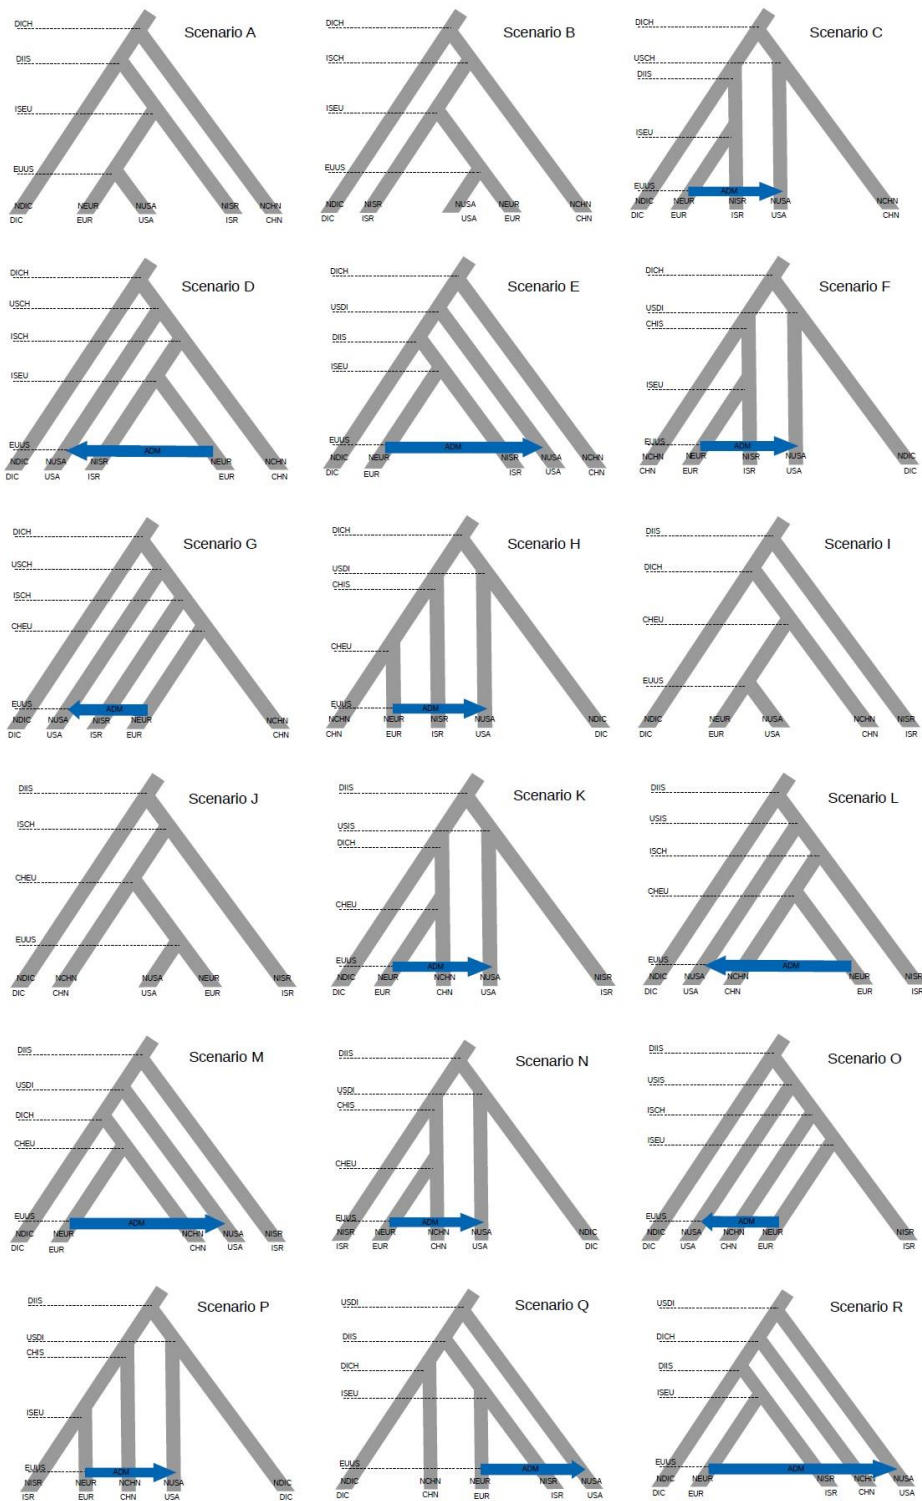 DICH
Scenario A
DIIS
ISEU
EUUS
NDIC NEUR NUSA NISR NCHN
DIC EUR USA ISR CHN
DICH
Scenario B
ISCH
ISEU
EUUS
NDIC NISR NUSA NEUR NCHN
DIC ISR USA EUR CHN
DICH
Scenario C
USCH
DIIS
ISEU
EUUS ADM
NDIC NEUR NISR NUSA NCHN
DIC EUR ISR USA CHN
DICH
Scenario D
USCH
ISCH
ISEU
EUUS ADM
NDIC NUSA NISR NEUR NCHN
DIC USA ISR EUR CHN
DICH
Scenario E
USDI
DIIS
ISEU
EUUS ADM
NDIC NEUR NISR NUSA NCHN
DIC EUR ISR USA CHN
DICH
Scenario F
USDI
CHIS
ISEU
EUUS ADM
NCHN NEUR NISR NUSA NDIC
CHN EUR ISR USA DIC
DICH
Scenario G
USCH
ISCH
CHEU
EUUS ADM
NDIC NUSA NISR NEUR NCHN
DIC USA ISR EUR CHN
DICH
Scenario H
USDI
CHIS
CHEU
EUUS ADM
NCHN NEUR NISR NUSA NDIC
CHN EUR ISR USA DIC
DIIS
Scenario I
DICH
CHEU
EUUS
NDIC NEUR NUSA NCHN NISR
DIC EUR USA CHN ISR
DIIS
Scenario J
ISCH
CHEU
EUUS
NDIC NCHN NUSA NEUR NISR
DIC CHN USA EUR ISR
DIIS
Scenario K
USIS
DICH
CHEU
EUUS ADM
NDIC NEUR NCHN NUSA NISR
DIC EUR CHN USA ISR
DIIS
Scenario L
USIS
ISCH
CHEU
EUUS ADM
NDIC NUSA NCHN NEUR NISR
DIC USA CHN EUR ISR
DIIS
Scenario M
USDI
DICH
CHEU
EUUS ADM
NDIC NEUR NCHN NUSA NISR
DIC EUR CHN USA ISR
DIIS
Scenario N
USDI
CHIS
CHEU
EUUS ADM
NISR NEUR NCHN NUSA NDIC
ISR EUR CHN USA DIC
DIIS
Scenario O
USIS
ISCH
ISEU
EUUS ADM
NDIC NUSA NCHN NEUR NISR
DIC USA CHN EUR ISR
DIIS
Scenario P
USDI
CHIS
ISEU
EUUS ADM
NISR NEUR NCHN NUSA NDIC
ISR EUR CHN USA DIC
USDI
Scenario Q
DIIS
DICH
ISEU
EUUS ADM
NDIC NCHN NEUR NISR NUSA
DIC CHN EUR ISR USA
USDI
Scenario R
DICH
DIIS
ISEU
EUUS ADM
NDIC NEUR NISR NCHN NUSA
DIC EUR ISR CHN USA